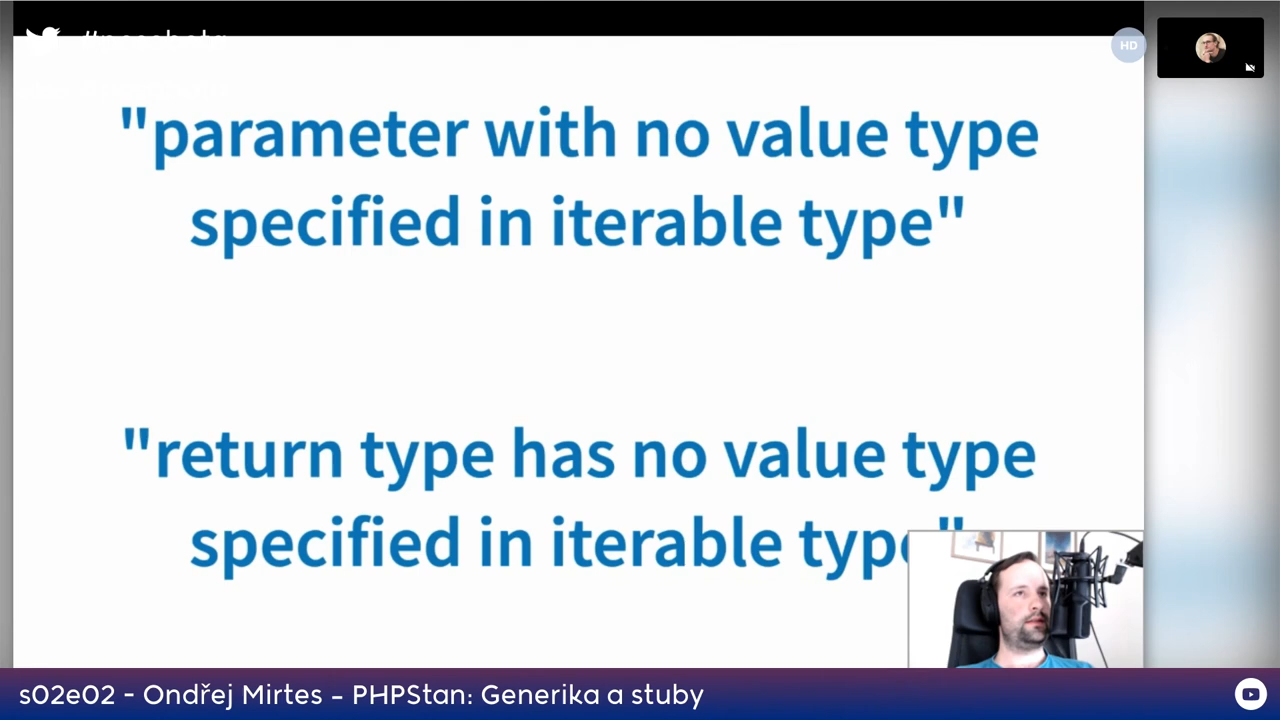 HD
"parameter with no value type
specified in iterable type"
"return type has no value type
specified in iterable type"
s02e02 - Ondřej Mirtes – PHPStan: Generika a stuby